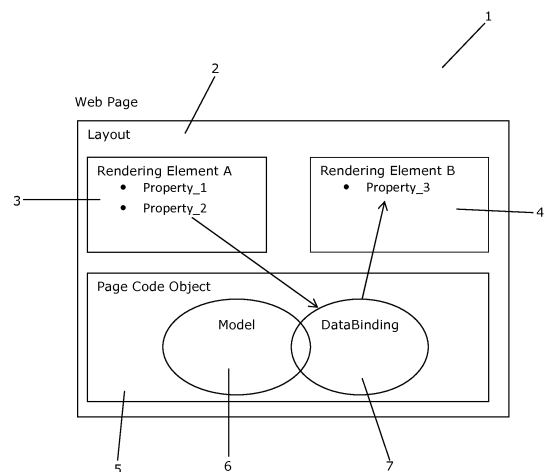 1
2
Web Page
Layout
Rendering Element A
• Property_1
• Property_2
Rendering Element B
• Property_3
3
4
Page Code Object
Model
DataBinding
5
6
7